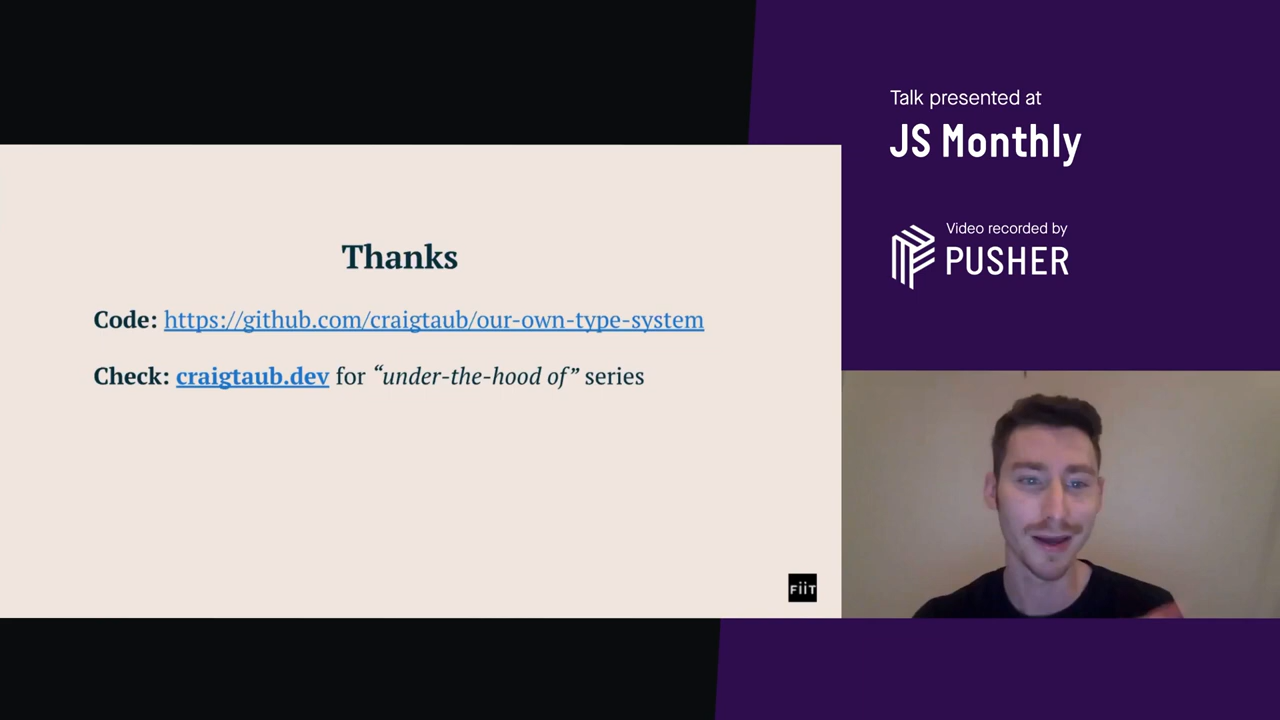 Thanks
Code: https://github.com/craigtaub/our-own-type-system
Check: craigtaub.dev for “under-the-hood of” series
FiiT
Talk presented at
JS Monthly
Video recorded by
PUSHER